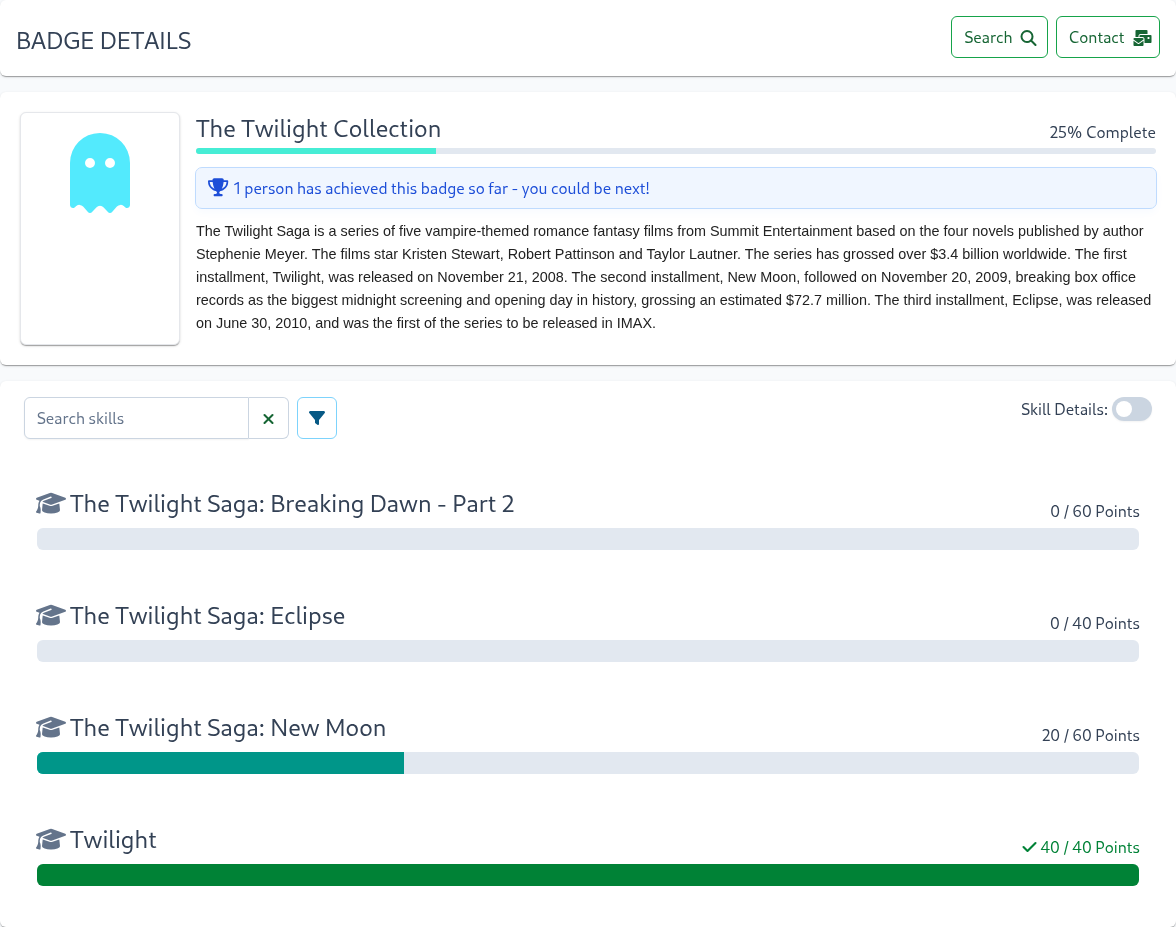 BADGE DETAILS
Search
Contact
The Twilight Collection
25% Complete
1 person has achieved this badge so far - you could be next!
The Twilight Saga is a series of five vampire-themed romance fantasy films from Summit Entertainment based on the four novels published by author
Stephenie Meyer. The films star Kristen Stewart, Robert Pattinson and Taylor Lautner. The series has grossed over $3.4 billion worldwide. The first
installment, Twilight, was released on November 21, 2008. The second installment, New Moon, followed on November 20, 2009, breaking box office
records as the biggest midnight screening and opening day in history, grossing an estimated $72.7 million. The third installment, Eclipse, was released
on June 30, 2010, and was the first of the series to be released in IMAX.
Search skills
Skill Details:
The Twilight Saga: Breaking Dawn - Part 2
0 / 60 Points
The Twilight Saga: Eclipse
0 / 40 Points
The Twilight Saga: New Moon
20 / 60 Points
Twilight
40 / 40 Points